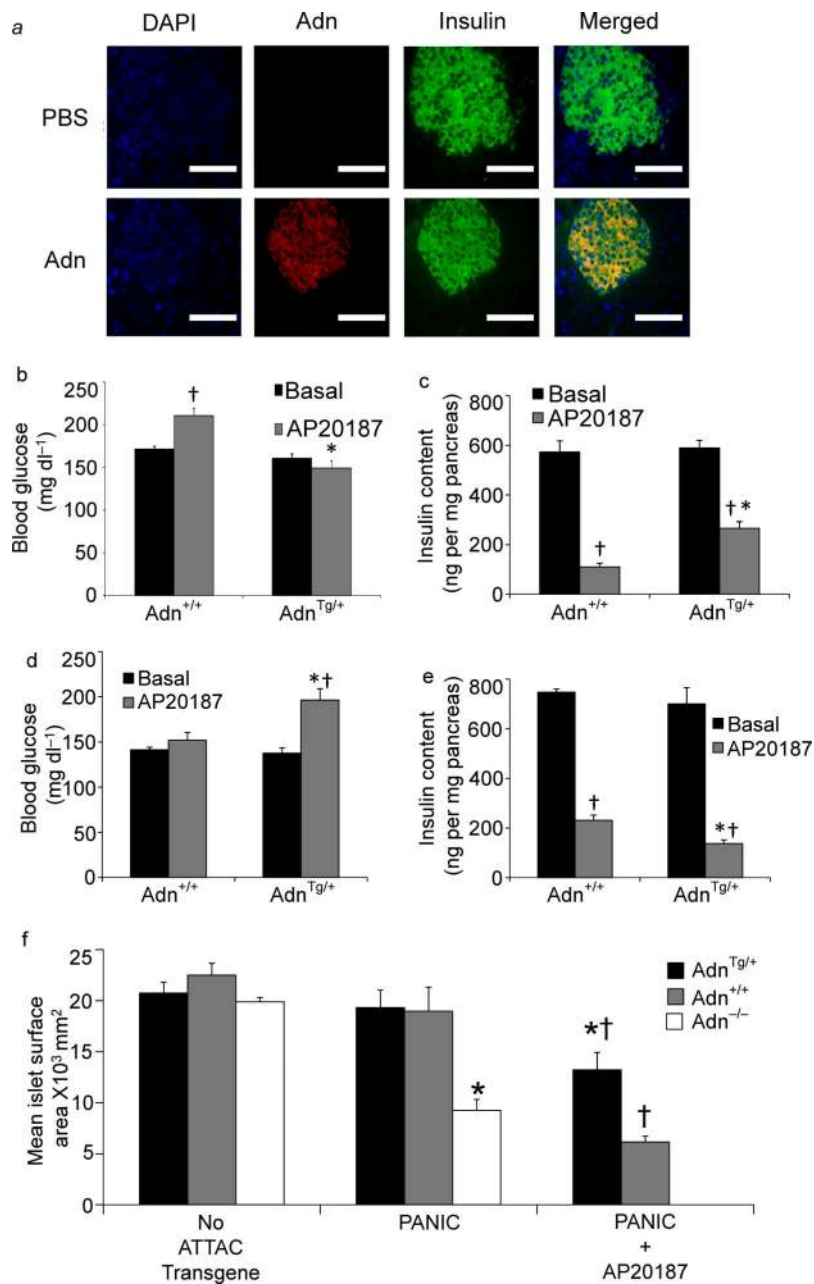 a
DAPI Adn Insulin Merged
PBS
Adn
b
250
200
150
100
50
0
Blood glucose
(mg dl–1)
†
Basal
AP20187
*
Adn+/+ AdnTg/+
c
800
600
400
200
0
Insulin content
(ng per mg pancreas)
Basal
AP20187
†
†*
Adn+/+ AdnTg/+
d
250
200
150
100
50
0
Blood glucose
(mg dl–1)
Basal
AP20187
*†
Adn+/+ AdnTg/+
e
800
600
400
200
0
Insulin content
(ng per mg pancreas)
Basal
AP20187
†
*†
Adn+/+ AdnTg/+
f
25
20
15
10
5
0
Mean islet surface
area X10³ mm²
AdnTg/+
Adn+/+
Adn–/–
*
*†
†
No
ATTAC
Transgene
PANIC
PANIC
+
AP20187